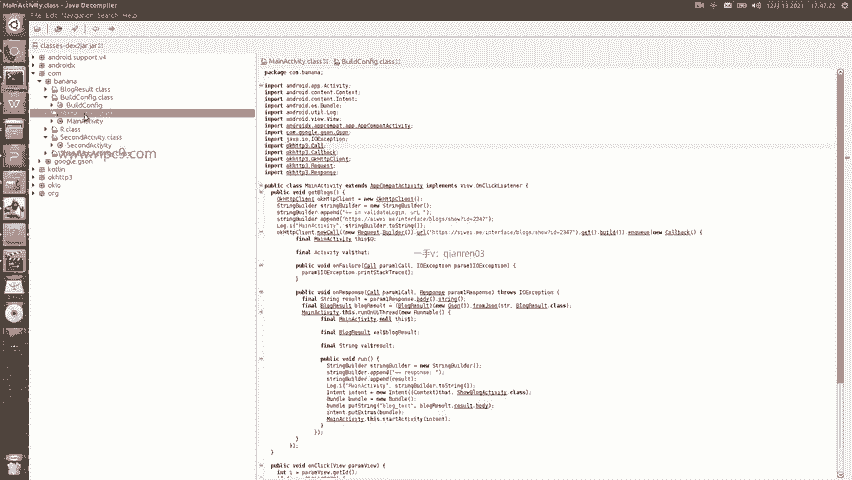 MainActivity.class - Java Decompiler
File Edit Navigation Search Help
classes-dex2jar.jar
android.support.v4
androidx
com
banana
BlogResult.class
BuildConfig.class
BuildConfig
MainActivity
R.class
SecondActivity.class
SecondActivity
www.ipc9.com
google.gson
kotlin
okhttp3
okio
org
MainActivity.class
BuildConfig.class
package com.banana;
import android.app.Activity;
import android.content.Context;
import android.content.Intent;
import android.os.Bundle;
import android.util.Log;
import android.view.View;
import androidx.appcompat.app.AppCompatActivity;
import com.google.gson.Gson;
import java.io.IOException;
import okhttp3.Call;
import okhttp3.Callback;
import okhttp3.OkHttpClient;
import okhttp3.Request;
import okhttp3.Response;
public class MainActivity extends AppCompatActivity implements View.OnClickListener {
OkHttpClient okHttpClient = new OkHttpClient();
StringBuilder stringBuilder = new StringBuilder();
stringBuilder.append("== in validateLogin, url ");
stringBuilder.append("https://siwei.me/interface/blogs/show?id=2347");
Log.i("MainActivity", stringBuilder.toString());
okHttpClient.newCall((new Request.Builder()).url("https://siwei.me/interface/blogs/show?id=2347").get().build()).enqueue(new Callback() {
final MainActivity this$0;
final Activity val$that;
一手v：qianren03
public void onFailure(Call param1Call, IOException param1IOException) {
param1IOException.printStackTrace();
}
public void onResponse(Call param1Call, Response param1Response) throws IOException {
final String result = param1Response.body().string();
final BlogResult blogResult = (BlogResult)(new Gson()).fromJson(str, BlogResult.class);
MainActivity.this.runOnUiThread(new Runnable() {
final MainActivity.null this$1;
final BlogResult val$blogResult;
final String val$result;
public void run() {
StringBuilder stringBuilder = new StringBuilder();
stringBuilder.append("== response: ");
stringBuilder.append(result);
Log.i("MainActivity", stringBuilder.toString());
Intent intent = new Intent((Context)that, ShowBlogActivity.class);
Bundle bundle = new Bundle();
bundle.putString("blog_text", blogResult.result.body);
intent.putExtras(bundle);
MainActivity.this.startActivity(intent);
}
});
}
});
}
public void onClick(View paramView) {
int i = paramView.getId();